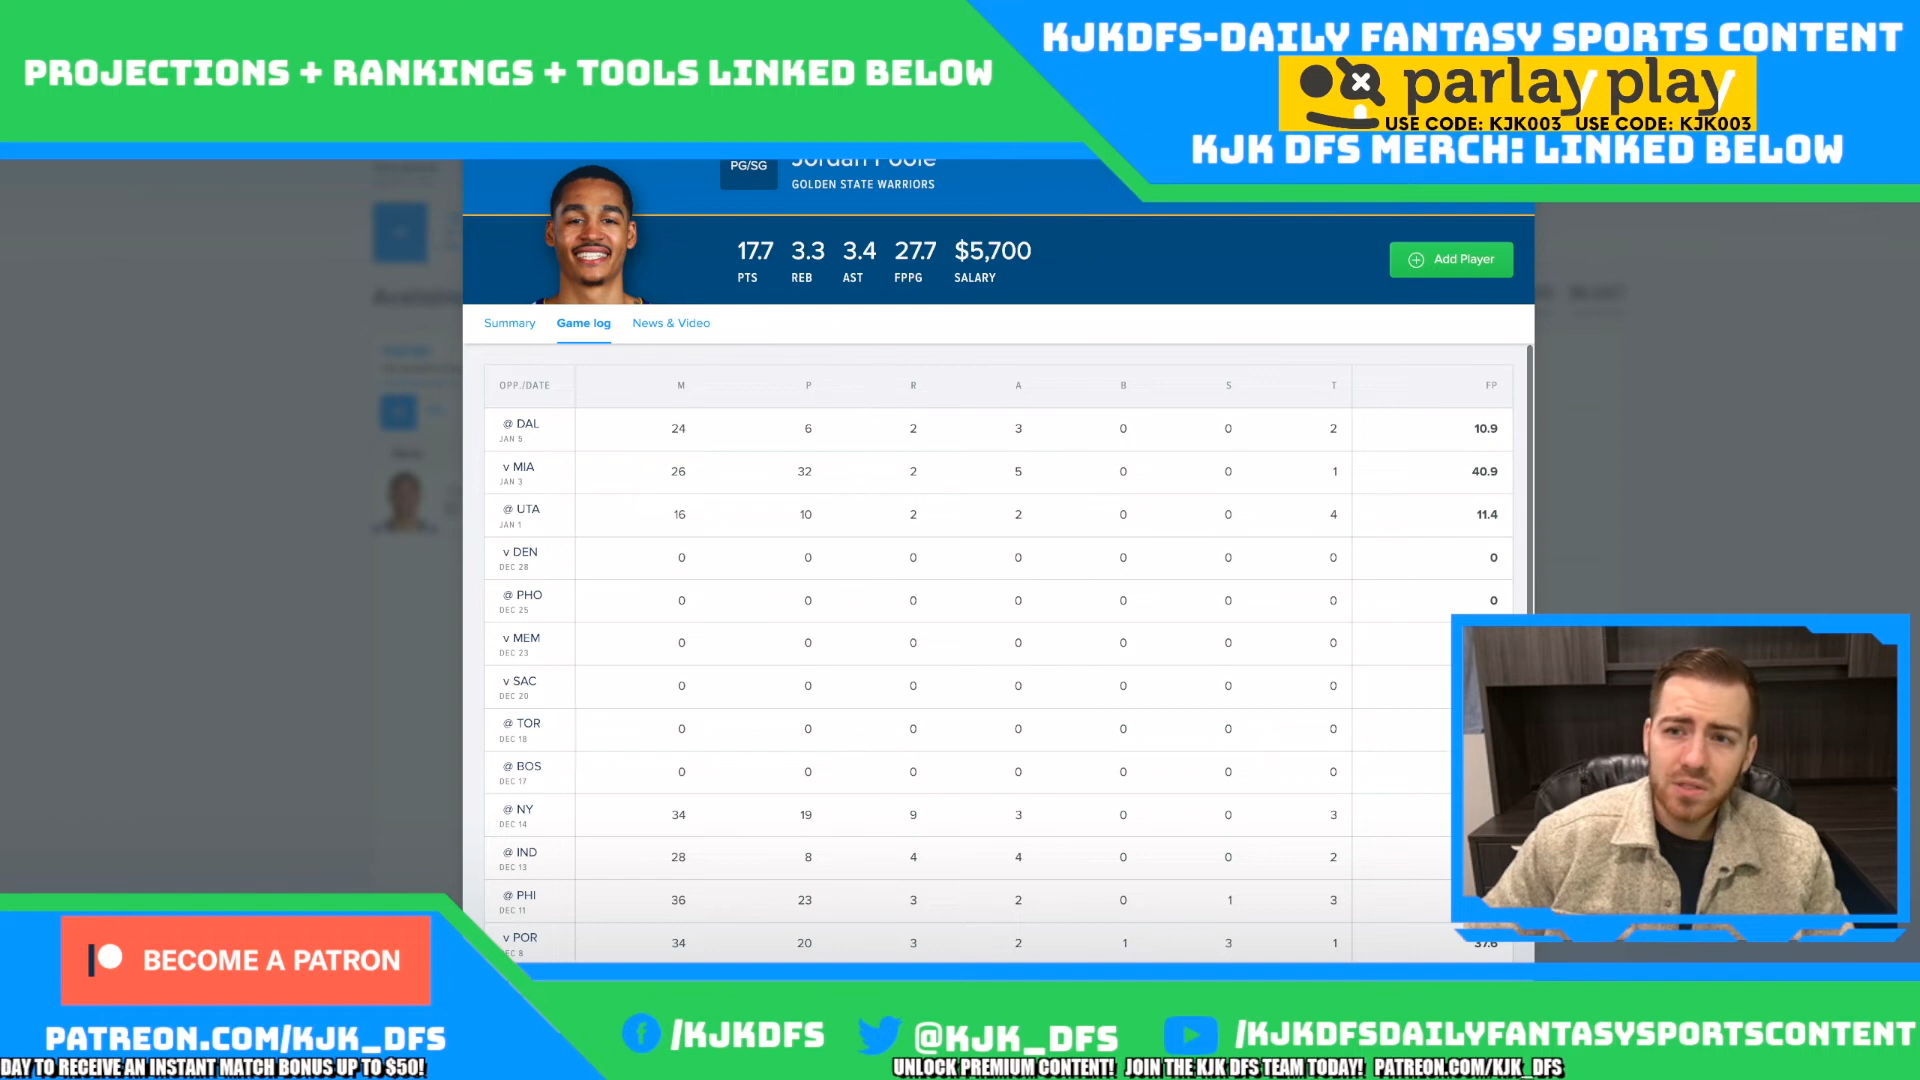 PROJECTIONS + RANKINGS + TOOLS LINKED BELOW
KJKDFS-DAILY FANTASY SPORTS CONTENT
parlay play
USE CODE: KJK003 USE CODE: KJK003
KJK DFS MERCH: LINKED BELOW
PG/SG
Jordan Poole
GOLDEN STATE WARRIORS
17.7 3.3 3.4 27.7 $5,700
PTS REB AST FPPG SALARY
Add Player
Summary Game log News & Video
OPP./DATE M P R A B S T FP
@ DAL
JAN 5
24 6 2 3 0 0 2 10.9
v MIA
JAN 3
26 32 2 5 0 0 1 40.9
@ UTA
JAN 1
16 10 2 2 0 0 4 11.4
v DEN
DEC 28
0 0 0 0 0 0 0 0
@ PHO
DEC 25
0 0 0 0 0 0 0 0
v MEM
DEC 23
0 0 0 0 0 0 0
v SAC
DEC 20
0 0 0 0 0 0 0
@ TOR
DEC 18
0 0 0 0 0 0 0
@ BOS
DEC 17
0 0 0 0 0 0 0
@ NY
DEC 14
34 19 9 3 0 0 3
@ IND
DEC 13
28 8 4 4 0 0 2
@ PHI
DEC 11
36 23 3 2 0 1 3
v POR
DEC 8
34 20 3 2 1 3 1 37.6
BECOME A PATRON
PATREON.COM/KJK_DFS
/KJKDFS
@KJK_DFS
/KJKDFSDAILYFANTASYSPORTSCONTENT
DAY TO RECEIVE AN INSTANT MATCH BONUS UP TO $50!
UNLOCK PREMIUM CONTENT! JOIN THE KJK DFS TEAM TODAY! PATREON.COM/KJK_DFS